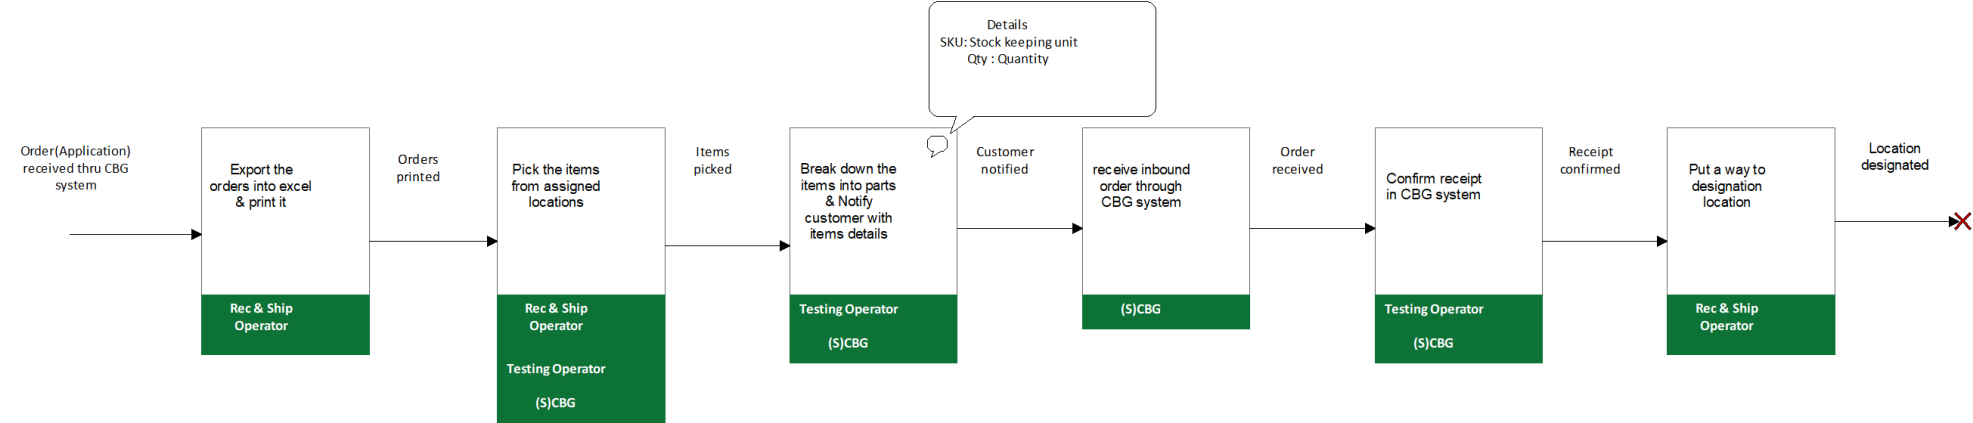 Details
SKU: Stock keeping unit
Qty : Quantity
Order(Application)
received thru CBG
system
Export the
orders into excel
& print it
Rec & Ship
Operator
Orders
printed
Pick the items
from assigned
locations
Rec & Ship
Operator
Testing Operator
(S)CBG
Items
picked
Break down the
items into parts
& Notify
customer with
items details
Testing Operator
(S)CBG
Customer
notified
receive inbound
order through
CBG system
(S)CBG
Order
received
Confirm receipt
in CBG system
Testing Operator
(S)CBG
Receipt
confirmed
Put a way to
designation
location
Rec & Ship
Operator
Location
designated